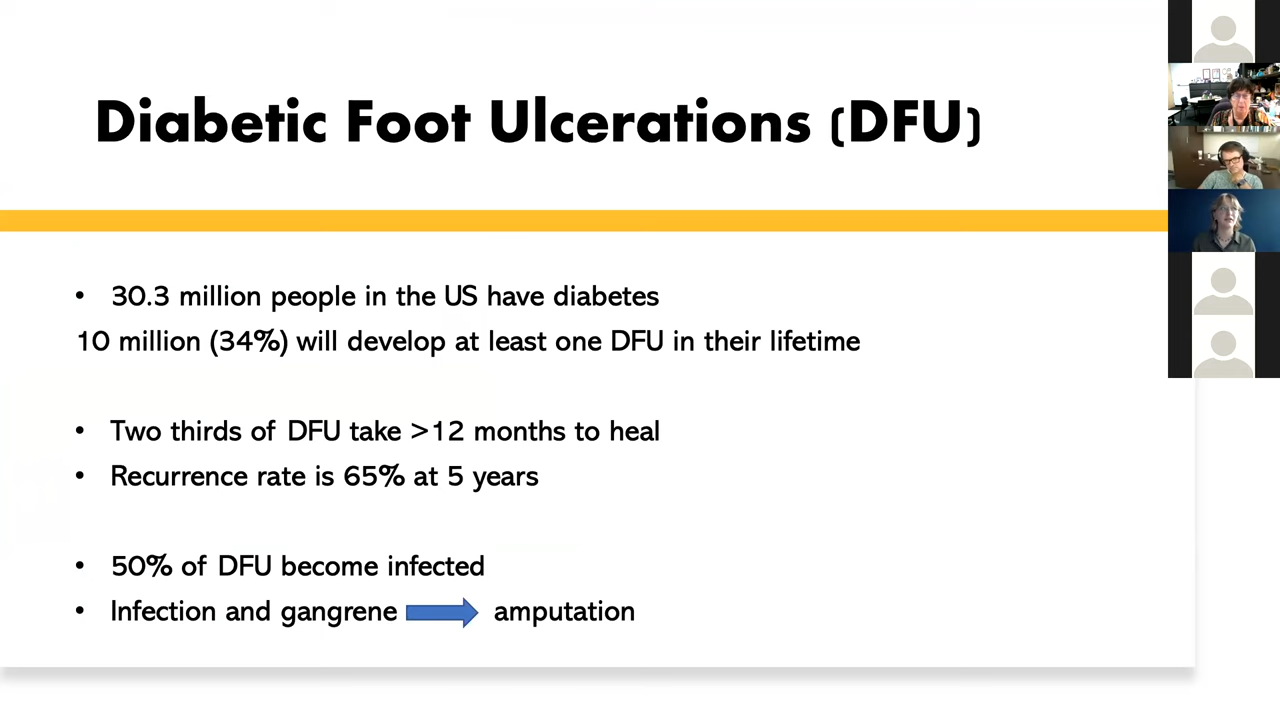 Diabetic Foot Ulcerations (DFU)
• 30.3 million people in the US have diabetes
10 million (34%) will develop at least one DFU in their lifetime
• Two thirds of DFU take >12 months to heal
• Recurrence rate is 65% at 5 years
• 50% of DFU become infected
• Infection and gangrene amputation